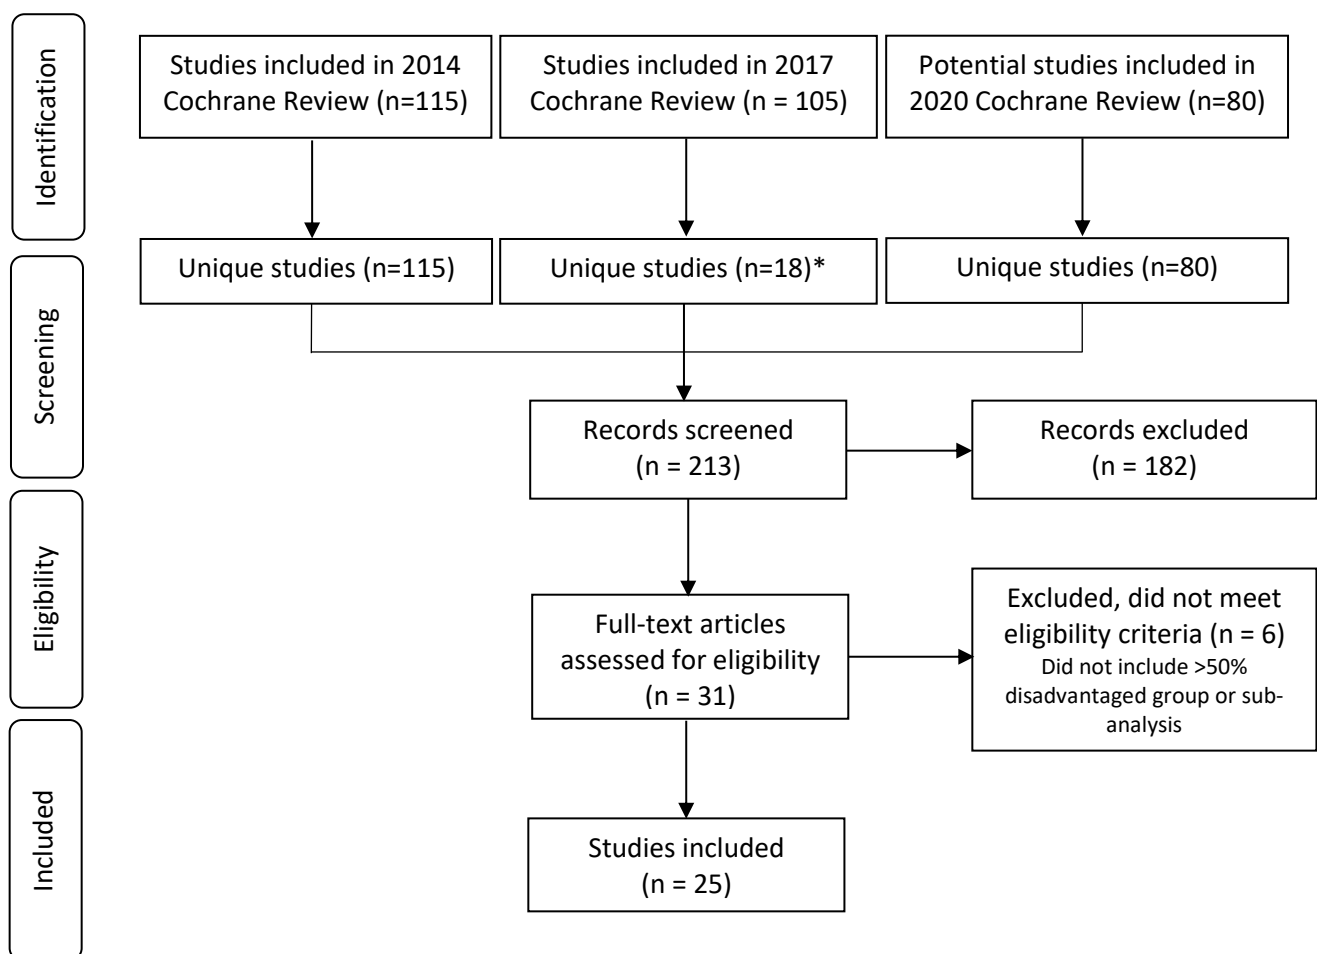 Identification
Studies included in 2014
Cochrane Review (n=115)
Studies included in 2017
Cochrane Review (n = 105)
Potential studies included in
2020 Cochrane Review (n=80)
Unique studies (n=115)
Unique studies (n=18)*
Unique studies (n=80)
Screening
Records screened
(n = 213)
Records excluded
(n = 182)
Eligibility
Full-text articles
assessed for eligibility
(n = 31)
Excluded, did not meet
eligibility criteria (n = 6)
Did not include >50%
disadvantaged group or sub-
analysis
Included
Studies included
(n = 25)